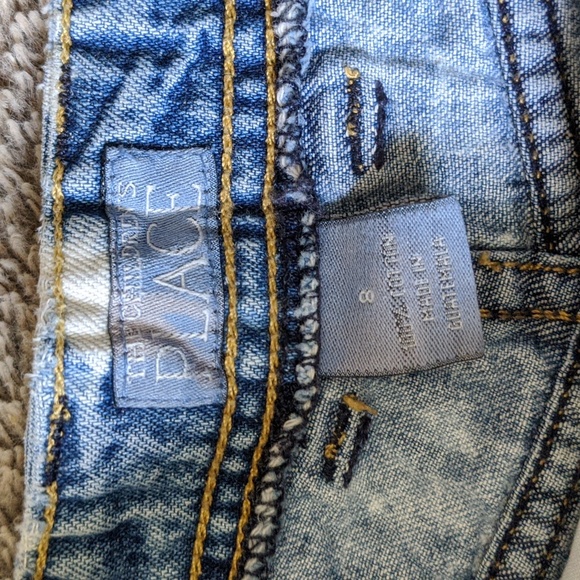 THE CHILDREN'S
PLACE
8
100% COTTON
MADE IN
GUATEMALA